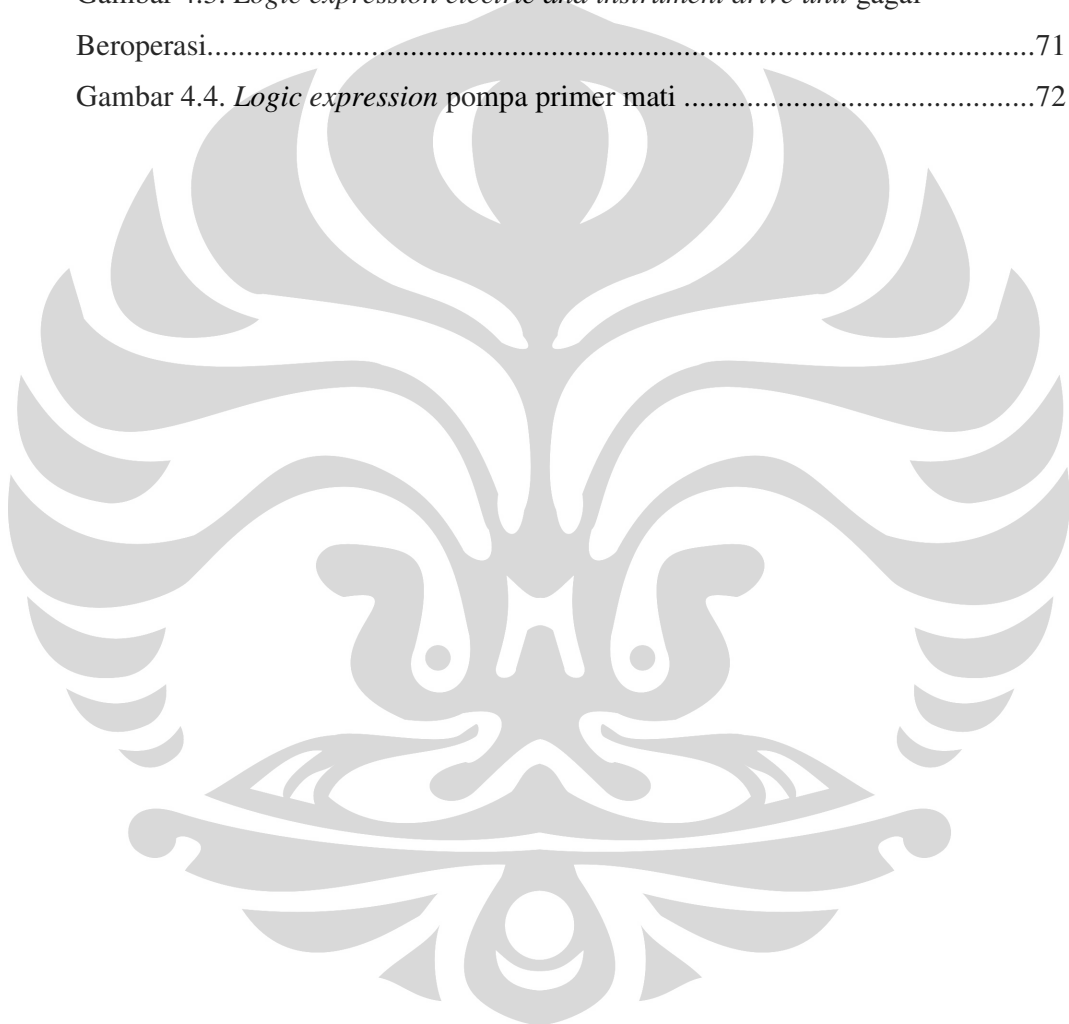 Gambar 4.3. Logic expression electric and instrument drive unit gagal
Beroperasi.......................................................................................................71
Gambar 4.4. Logic expression pompa primer mati ...........................................72